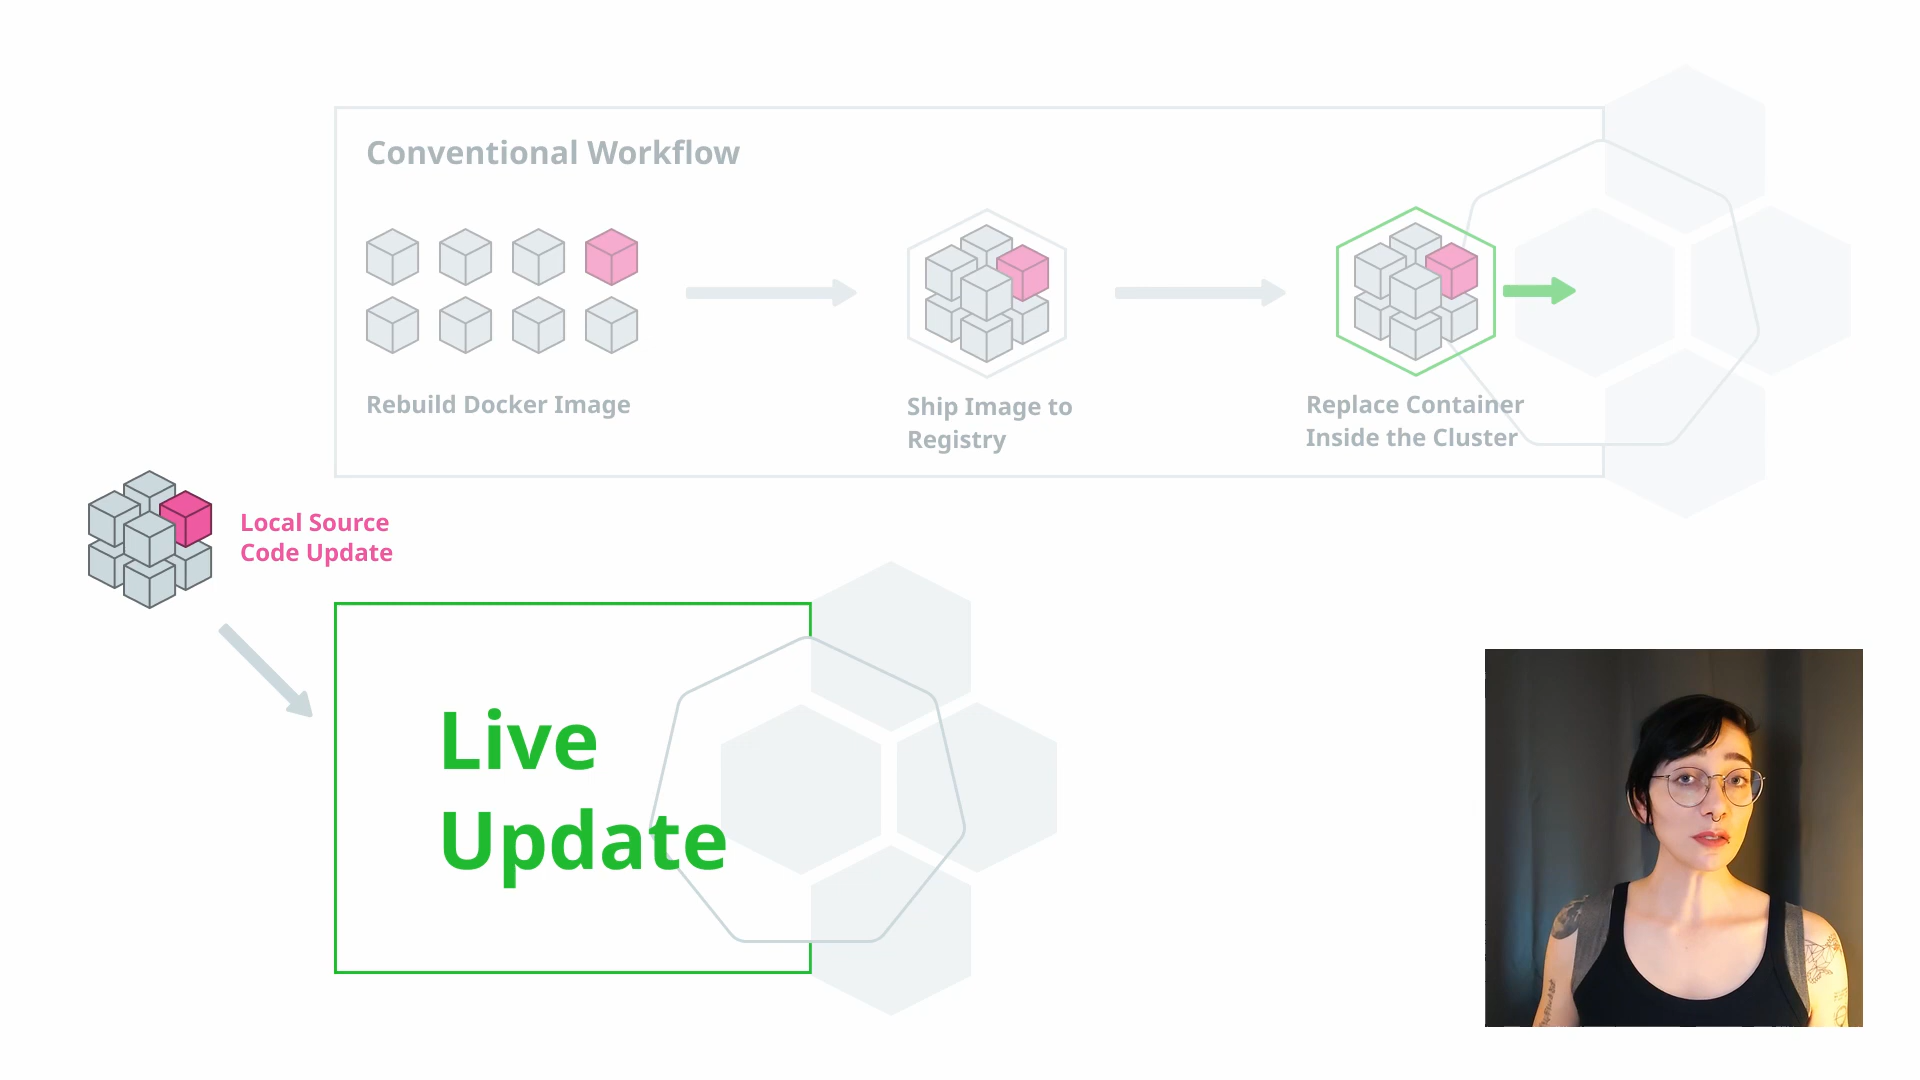 Conventional Workflow
Rebuild Docker Image
Ship Image to
Registry
Replace Container
Inside the Cluster
Local Source
Code Update
Live
Update